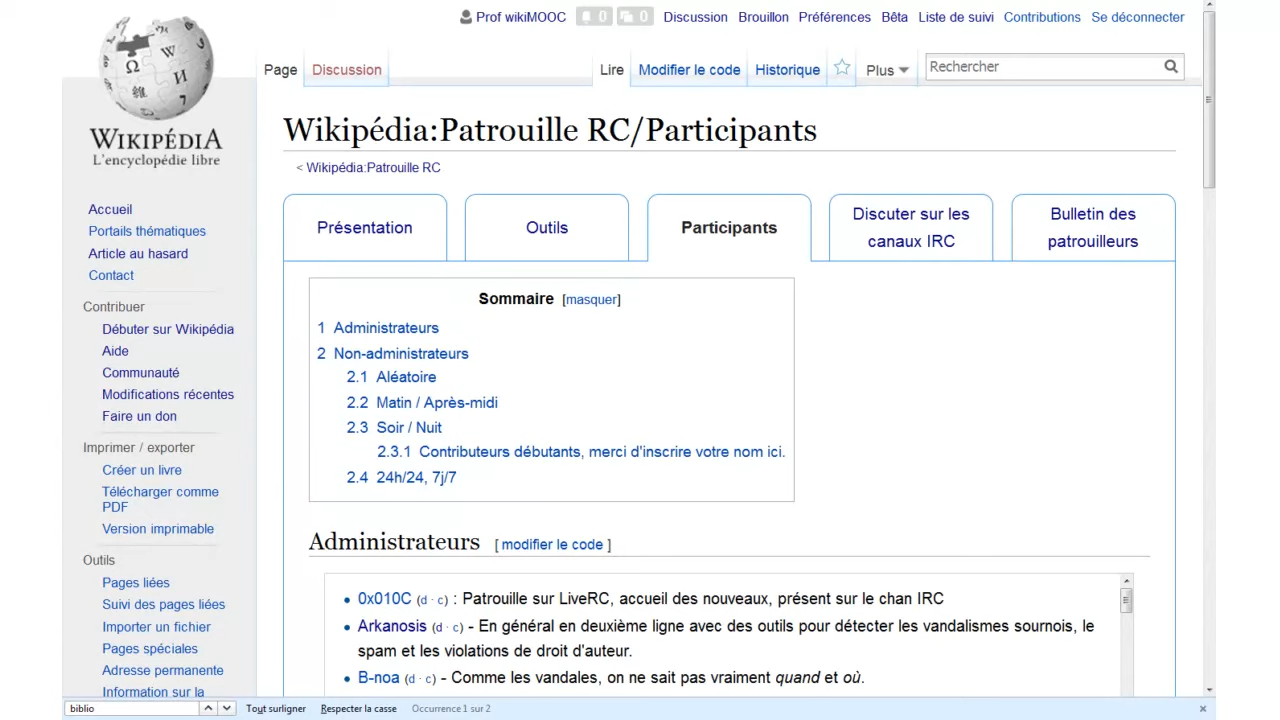 Prof wikiMOOC 0 0 Discussion Brouillon Préférences Bêta Liste de suivi Contributions Se déconnecter
Page Discussion Lire Modifier le code Historique Plus Rechercher
WIKIPÉDIA
L'encyclopédie libre
Wikipédia:Patrouille RC/Participants
< Wikipédia:Patrouille RC
Accueil
Portails thématiques
Article au hasard
Contact
Contribuer
Débuter sur Wikipédia
Aide
Communauté
Modifications récentes
Faire un don
Imprimer / exporter
Créer un livre
Télécharger comme
PDF
Version imprimable
Outils
Pages liées
Suivi des pages liées
Importer un fichier
Pages spéciales
Adresse permanente
Information sur la
Présentation
Outils
Participants
Discuter sur les
canaux IRC
Bulletin des
patrouilleurs
Sommaire [masquer]
1 Administrateurs
2 Non-administrateurs
2.1 Aléatoire
2.2 Matin / Après-midi
2.3 Soir / Nuit
2.3.1 Contributeurs débutants, merci d'inscrire votre nom ici.
2.4 24h/24, 7j/7
Administrateurs [ modifier le code ]
• 0x010C (d · c) : Patrouille sur LiveRC, accueil des nouveaux, présent sur le chan IRC
• Arkanosis (d · c) - En général en deuxième ligne avec des outils pour détecter les vandalismes sournois, le
spam et les violations de droit d'auteur.
• B-noa (d · c) - Comme les vandales, on ne sait pas vraiment quand et où.
biblio Tout surligner Respecter la casse Occurrence 1 sur 2